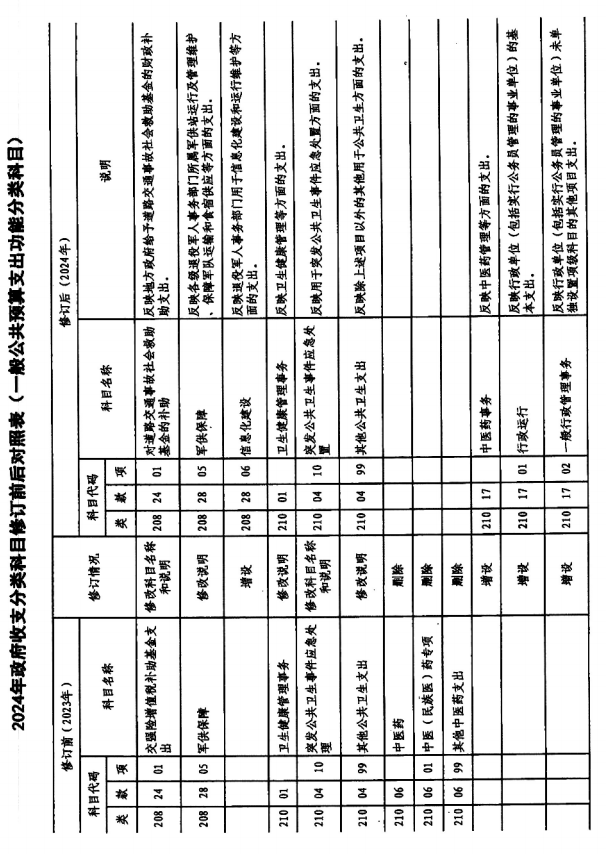 2024年政府收支分类科目修订前后对照表（一般公共预算支出功能分类科目）
修订前（2023年） 修订情况 修订后（2024年）
科目代码 科目名称 科目代码 科目名称 说明
类 款 项 类 款 项
208 24 01 交强险增值税补助基金支出 修改科目名称和说明 208 24 01 对道路交通事故社会救助基金的补助 反映地方政府给予道路交通事故社会救助基金的财政补助支出。
208 28 05 军供保障 修改说明 208 28 05 军供保障 反映各级退役军人事务部门所属军供站运行及管理维护、保障军队运输和食宿供应等方面的支出。
增设 208 28 06 信息化建设 反映退役军人事务部门用于信息化建设和运行维护等方面的支出。
210 01 卫生健康管理事务 修改说明 210 01 卫生健康管理事务 反映卫生健康管理等方面的支出。
210 04 10 突发公共卫生事件应急处理 修改科目名称和说明 210 04 10 突发公共卫生事件应急处置 反映用于突发公共卫生事件应急处置方面的支出。
210 04 99 其他公共卫生支出 修改说明 210 04 99 其他公共卫生支出 反映除上述项目以外的其他用于公共卫生方面的支出。
210 06 中医药 删除
210 06 01 中医（民族医）药专项 删除
210 06 99 其他中医药支出 删除
增设 210 17 中医药事务 反映中医药管理等方面的支出。
增设 210 17 01 行政运行 反映行政单位（包括实行公务员管理的事业单位）的基本支出。
增设 210 17 02 一般行政管理事务 反映行政单位（包括实行公务员管理的事业单位）未单独设置项级科目的其他项目支出。